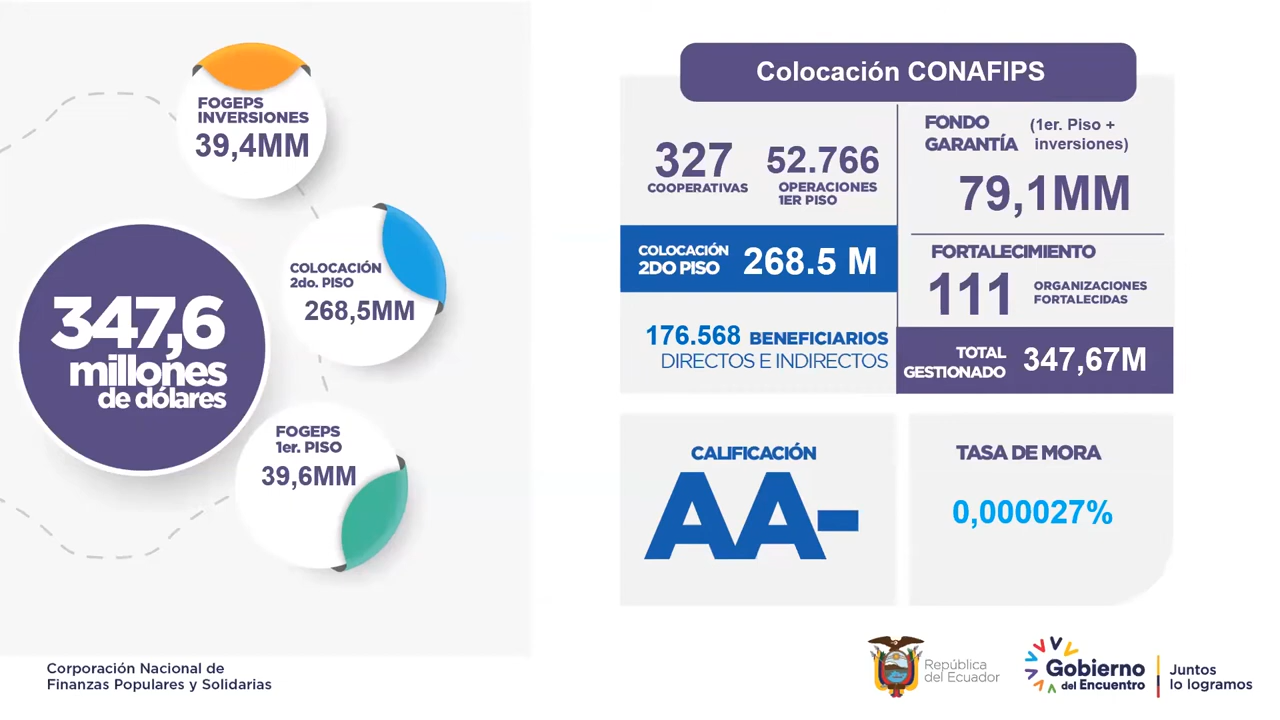 FOGEPS
INVERSIONES
39,4MM
COLOCACIÓN
2do. PISO
268,5MM
347,6
millones
de dólares
FOGEPS
1er. PISO
39,6MM
Corporación Nacional de
Finanzas Populares y Solidarias
Colocación CONAFIPS
327
COOPERATIVAS
52.766
OPERACIONES
1ER PISO
COLOCACIÓN
2DO PISO
268.5 M
176.568 BENEFICIARIOS
DIRECTOS E INDIRECTOS
FONDO
GARANTÍA
(1er. Piso +
inversiones)
79,1MM
FORTALECIMIENTO
111
ORGANIZACIONES
FORTALECIDAS
TOTAL
GESTIONADO
347,67M
CALIFICACIÓN
AA-
TASA DE MORA
0,000027%
República
del Ecuador
Gobierno
del Encuentro
Juntos
lo logramos